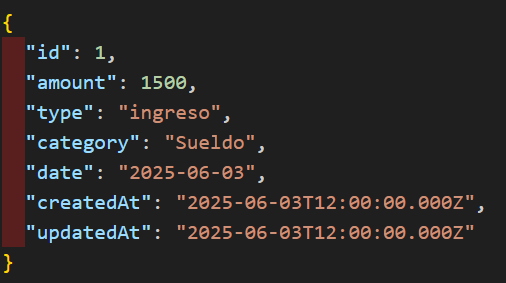 {
"id": 1,
"amount": 1500,
"type": "ingreso",
"category": "Sueldo",
"date": "2025-06-03",
"createdAt": "2025-06-03T12:00:00.000Z",
"updatedAt": "2025-06-03T12:00:00.000Z"
}